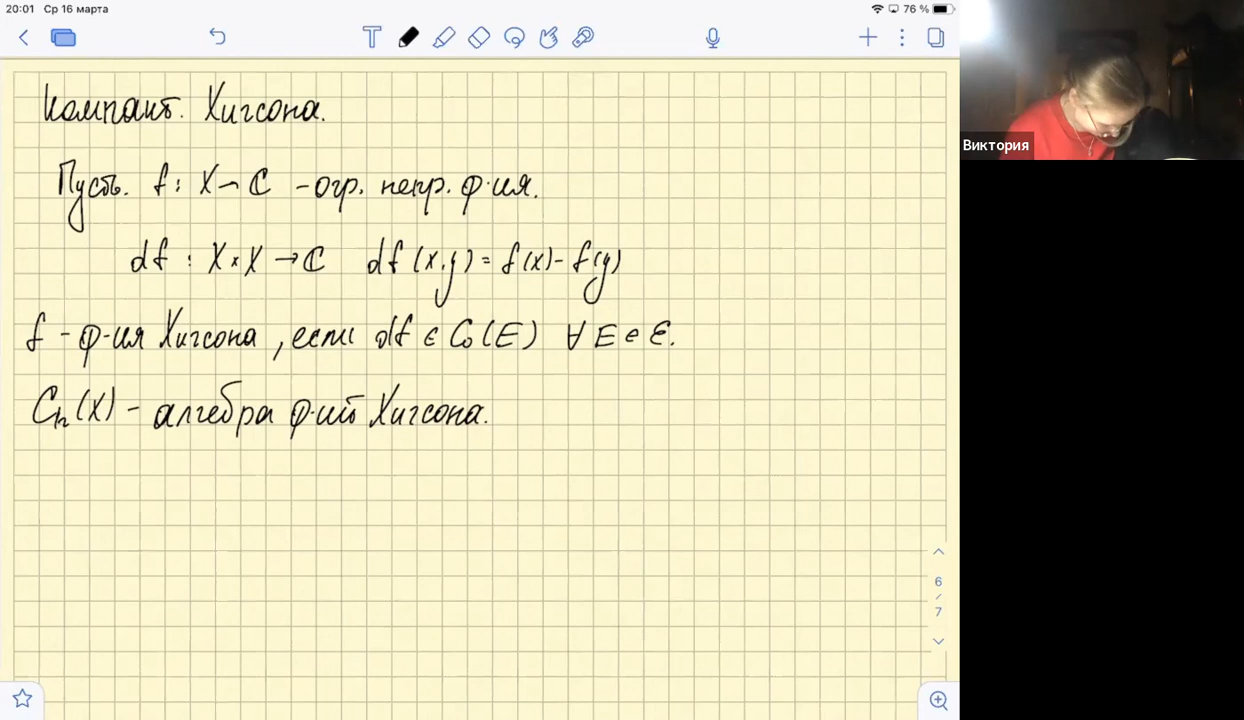 20:01 Ср 16 марта
76 %
Компакт. Хигсона.
Виктория
Пусть. f : X → ℂ - огр. непр. ф-ия.
df : X × X → ℂ df(x,y) = f(x) - f(y)
f - ф-ия Хигсона, если df ∈ C₀(E) ∀ E ∈ ℰ.
Cₕ(X) - алгебра ф-ий Хигсона.
6
/
7